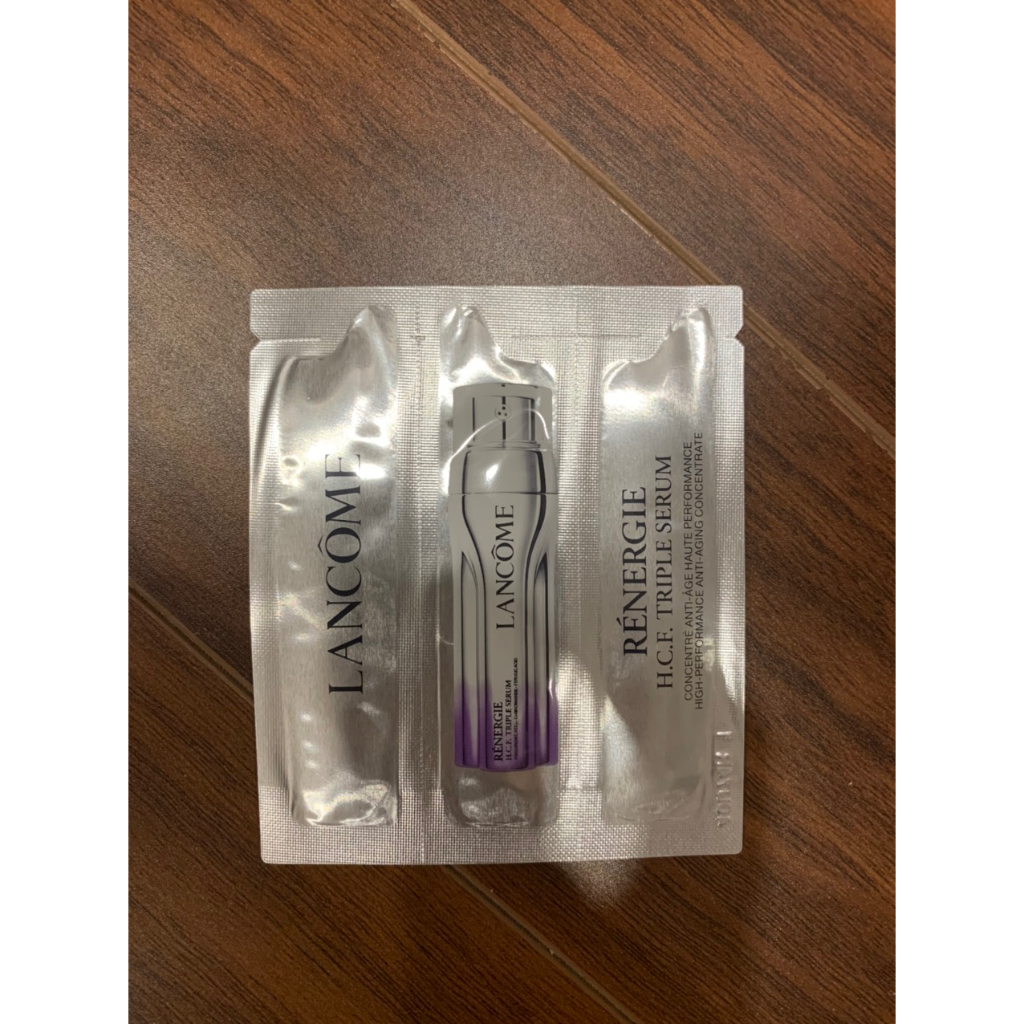 LANCÔME
LANCÔME
RÉNERGIE
H.C.F. TRIPLE SERUM
RÉNERGIE
H.C.F. TRIPLE SERUM
CONCENTRÉ ANTI-ÂGE HAUTE PERFORMANCE
HIGH-PERFORMANCE ANTI-AGING CONCENTRATE